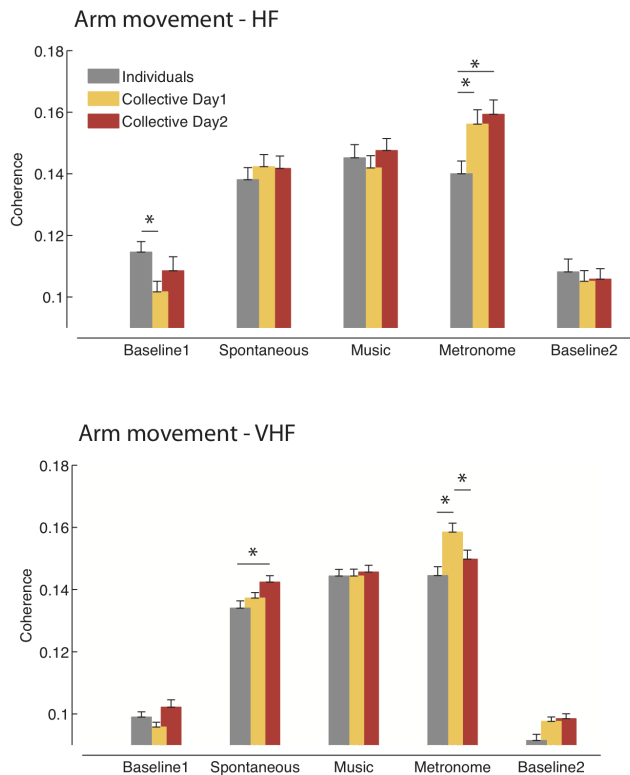 Arm movement - HF
0.18
Individuals
Collective Day1
Collective Day2
*
*
0.16
0.14
Coherence
*
0.12
0.1
Baseline1 Spontaneous Music Metronome Baseline2
Arm movement - VHF
0.18
*
*
0.16
*
0.14
Coherence
0.12
0.1
Baseline1 Spontaneous Music Metronome Baseline2